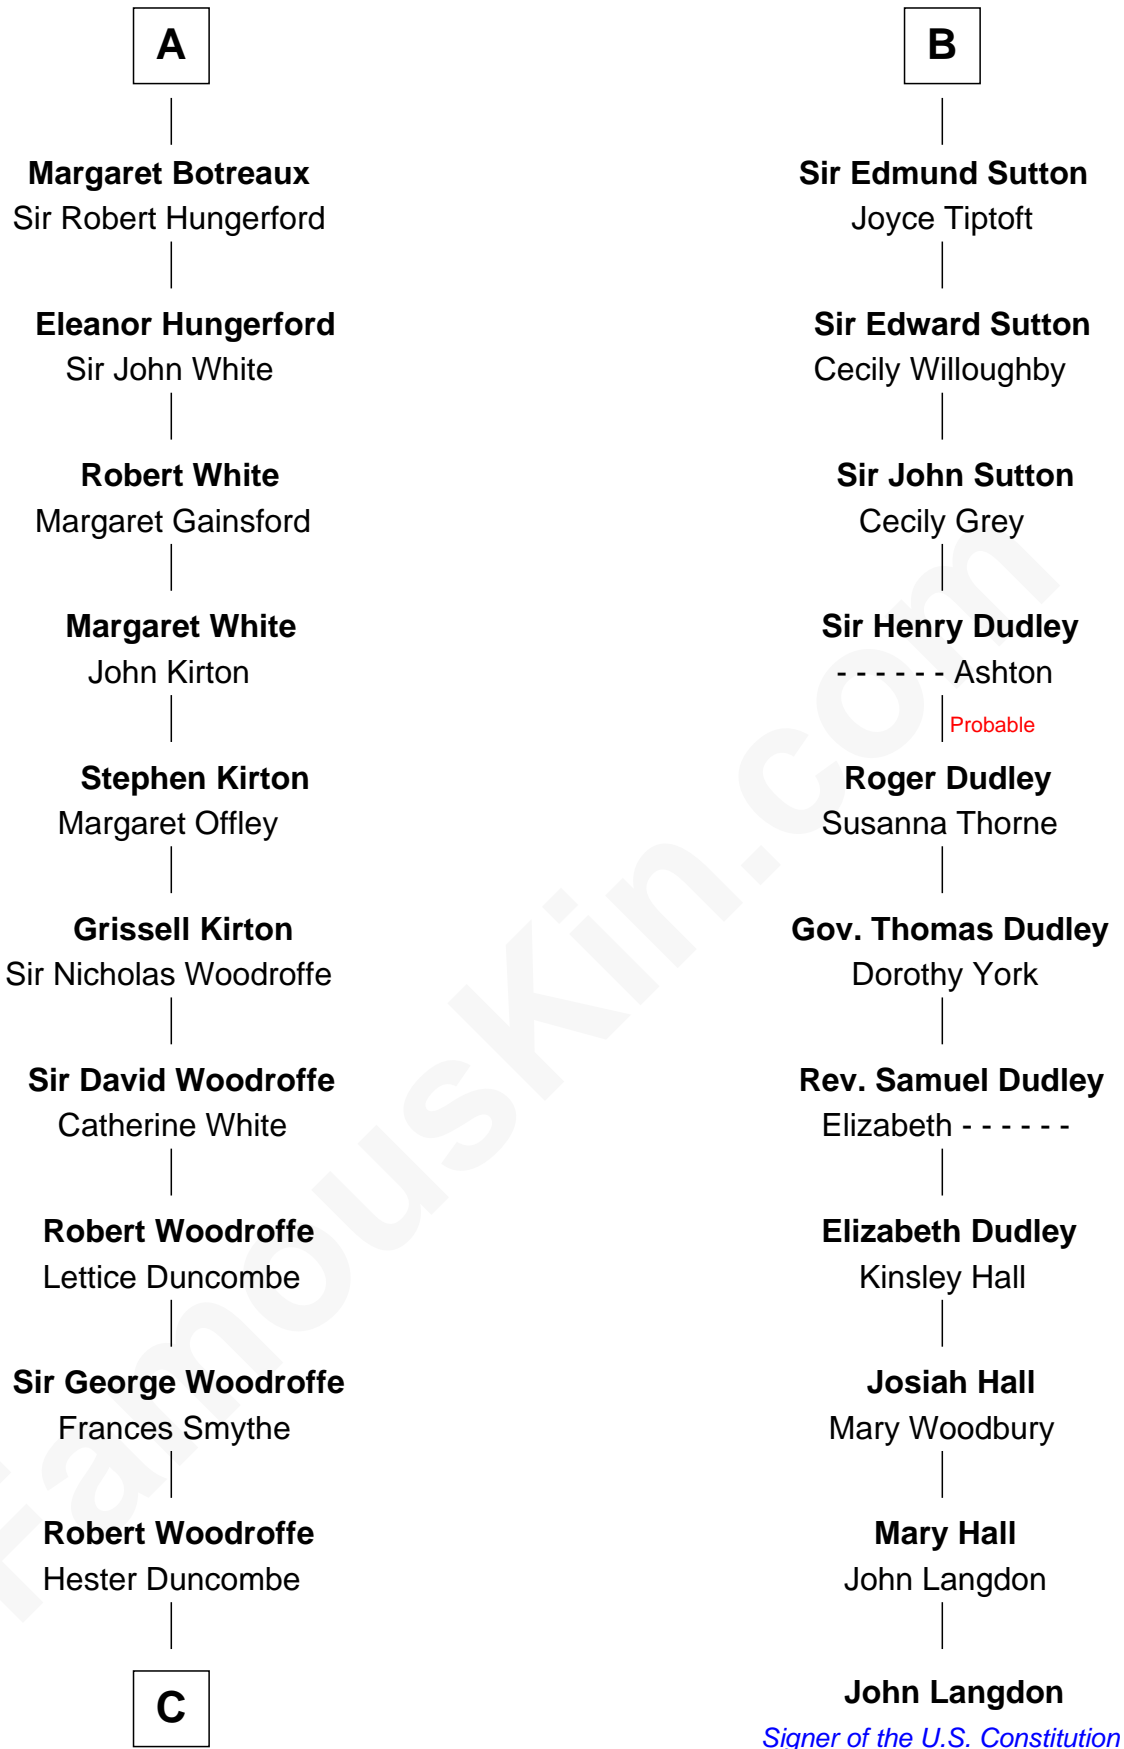 A
Margaret Botreaux
Sir Robert Hungerford
Eleanor Hungerford
Sir John White
Robert White
Margaret Gainsford
Margaret White
John Kirton
Stephen Kirton
Margaret Offley
Grissell Kirton
Sir Nicholas Woodroffe
Sir David Woodroffe
Catherine White
Robert Woodroffe
Lettice Duncombe
Sir George Woodroffe
Frances Smythe
Robert Woodroffe
Hester Duncombe
C
B
Sir Edmund Sutton
Joyce Tiptoft
Sir Edward Sutton
Cecily Willoughby
Sir John Sutton
Cecily Grey
Sir Henry Dudley
- - - - - - Ashton
Probable
Roger Dudley
Susanna Thorne
Gov. Thomas Dudley
Dorothy York
Rev. Samuel Dudley
Elizabeth - - - - - -
Elizabeth Dudley
Kinsley Hall
Josiah Hall
Mary Woodbury
Mary Hall
John Langdon
John Langdon
Signer of the U.S. Constitution
FamousKin.com